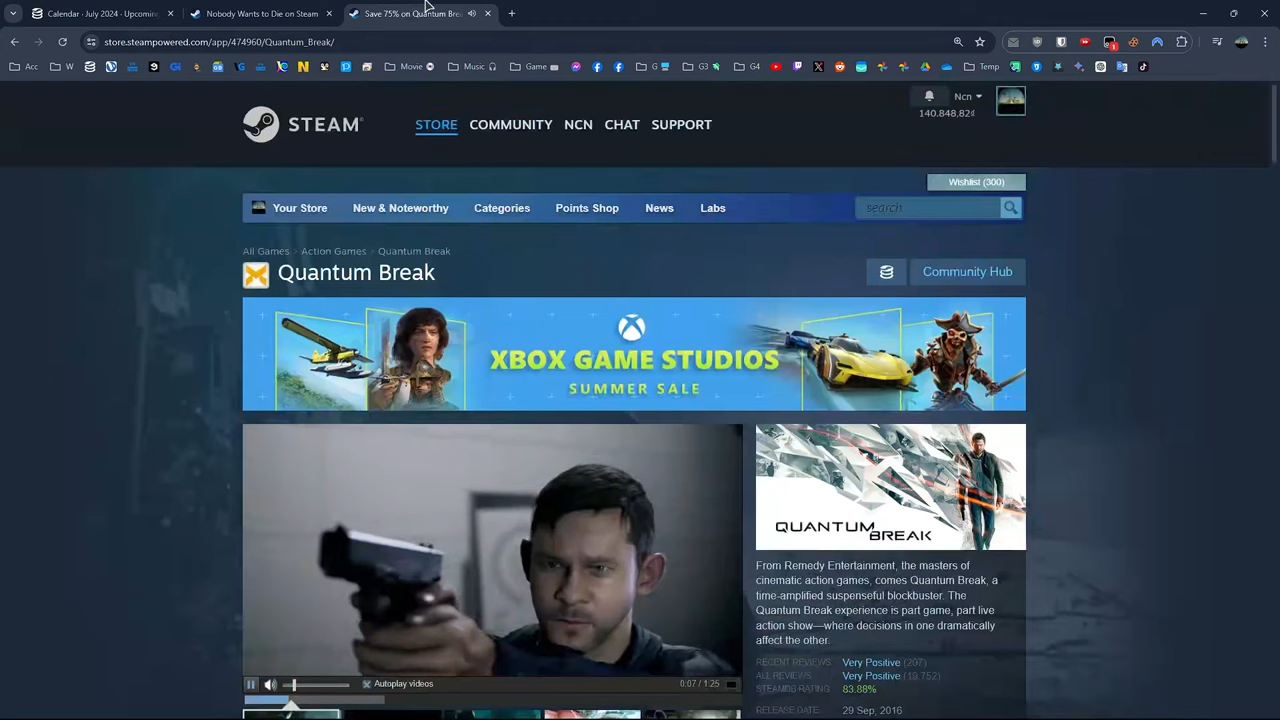 Calendar · July 2024 - Upcoming
Nobody Wants to Die on Steam
Save 75% on Quantum Brea
store.steampowered.com/app/474960/Quantum_Break/
1
Acc
W
Movie
Music
Game
G
G3
G4
Temp
Ncn
140.848,82₫
STEAM
STORE
COMMUNITY
NCN
CHAT
SUPPORT
Wishlist (300)
Your Store
New & Noteworthy
Categories
Points Shop
News
Labs
search
All Games > Action Games > Quantum Break
Quantum Break
Community Hub
XBOX GAME STUDIOS
SUMMER SALE
QUANTUM
BREAK
From Remedy Entertainment, the masters of
cinematic action games, comes Quantum Break, a
time-amplified suspenseful blockbuster. The
Quantum Break experience is part game, part live
action show—where decisions in one dramatically
affect the other.
RECENT REVIEWS: Very Positive (207)
ALL REVIEWS: Very Positive (19,752)
STEAMDB RATING: 83.88%
RELEASE DATE: 29 Sep, 2016
Autoplay videos
0:07 / 1:25